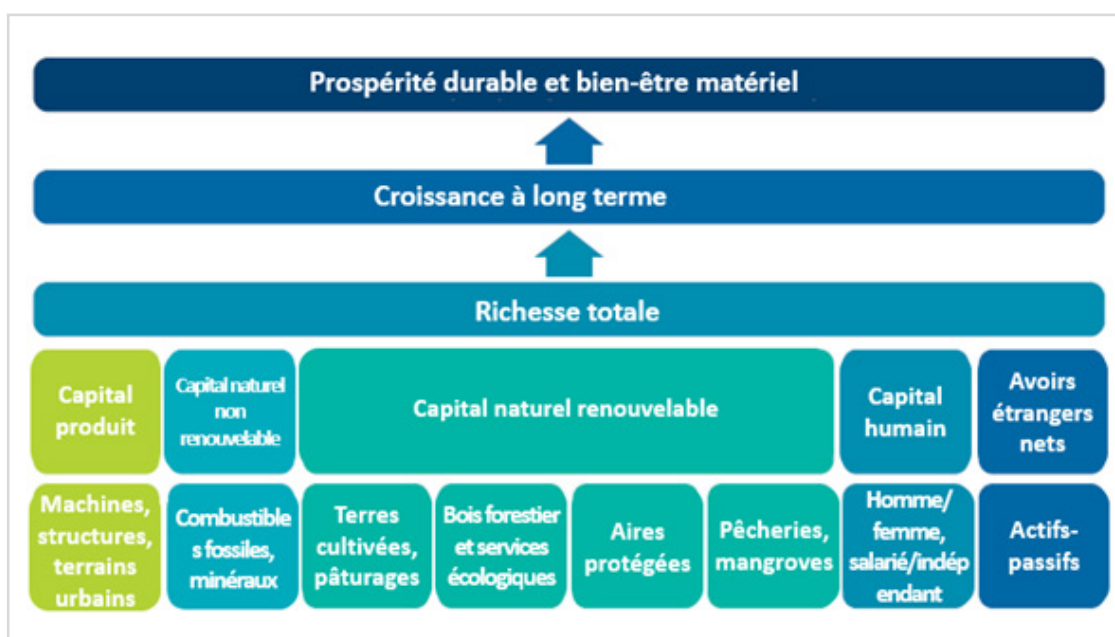 Prospérité durable et bien-être matériel
Croissance à long terme
Richesse totale
Capital
produit
Capital naturel
non
renouvelable
Capital naturel renouvelable
Capital
humain
Avoirs
étrangers
nets
Machines,
structures,
terrains
urbains
Combustible
s fossiles,
minéraux
Terres
cultivées,
pâturages
Bois forestier
et services
écologiques
Aires
protégées
Pêcheries,
mangroves
Homme/
femme,
salarié/indép
endant
Actifs-
passifs